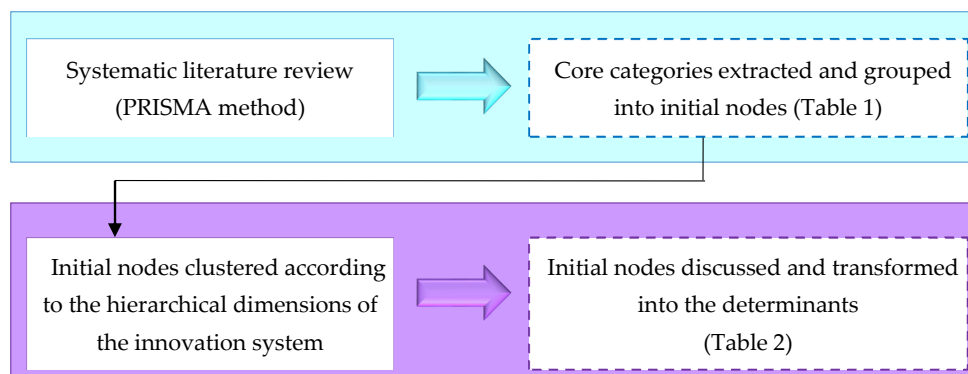 Systematic literature review
(PRISMA method)
Core categories extracted and grouped
into initial nodes (Table 1)
Initial nodes clustered according
to the hierarchical dimensions of
the innovation system
Initial nodes discussed and transformed
into the determinants
(Table 2)